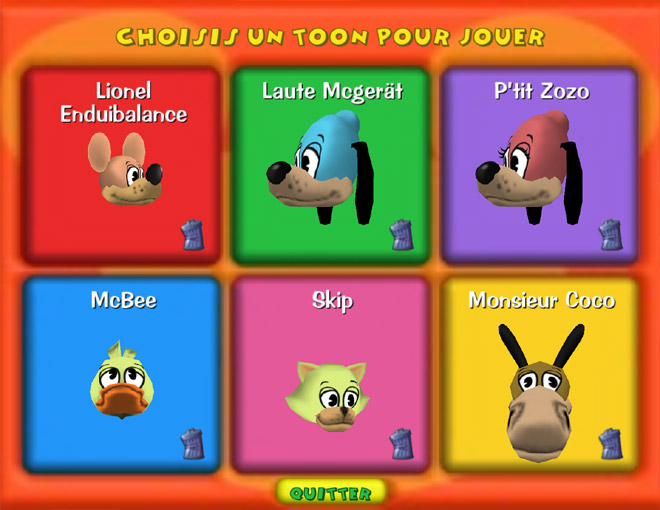 CHOISIS UN TOON POUR JOUER
Lionel
Enduibalance
Laute Mcgerät
P'tit Zozo
McBee
Skip
Monsieur Coco
QUITTER